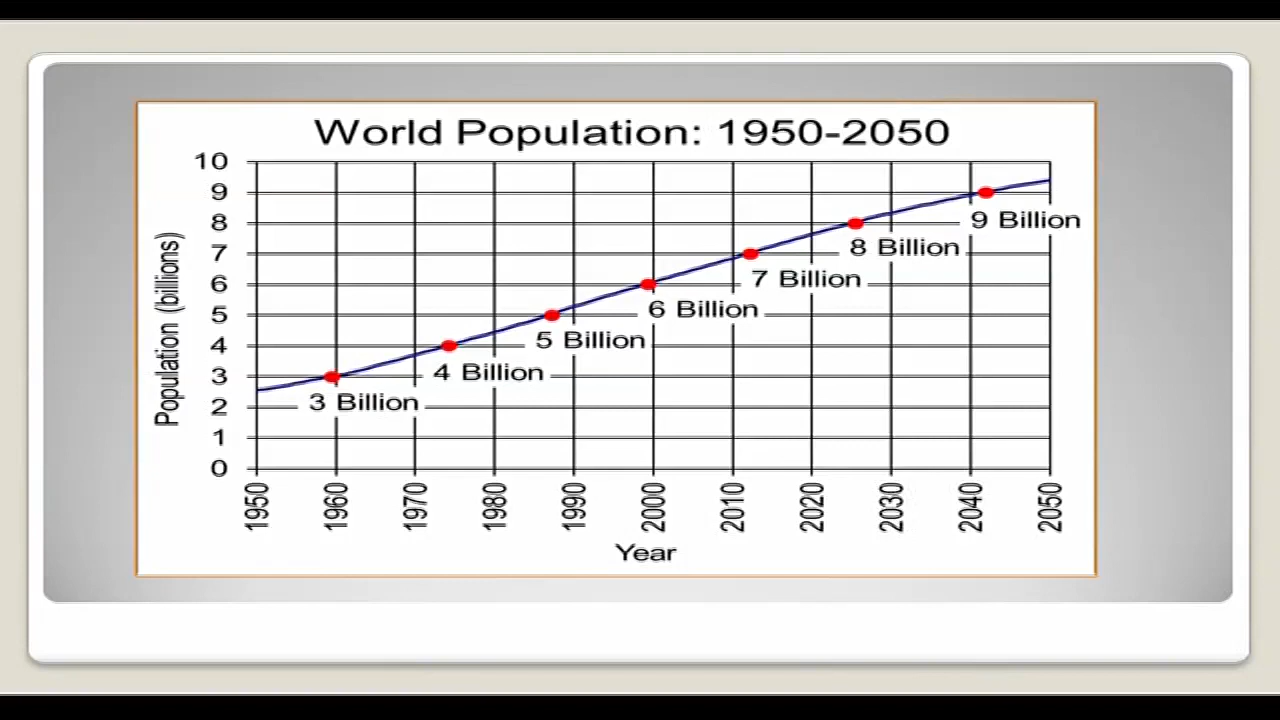 World Population: 1950-2050
Population (billions)
10
9
8
7
6
5
4
3
2
1
0
9 Billion
8 Billion
7 Billion
6 Billion
5 Billion
4 Billion
3 Billion
1950 1960 1970 1980 1990 2000 2010 2020 2030 2040 2050
Year